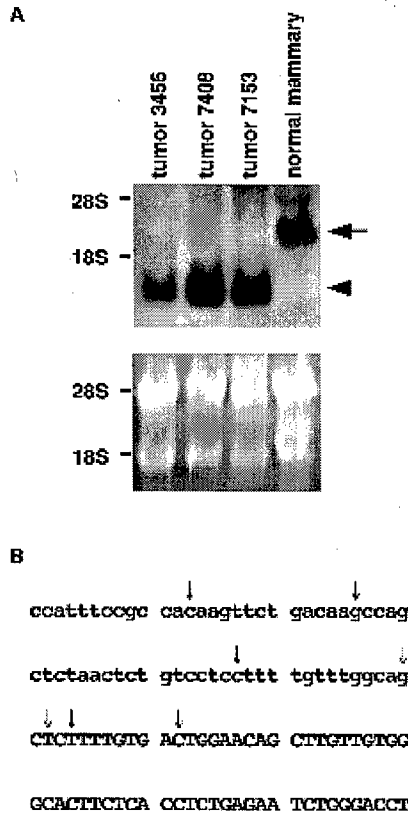 A
tumor 3456
tumor 7408
tumor 7153
normal mammary
28S
18S
28S
18S
B
ccatttccgc cacaagttct gacaagccag
ctctaactct gtcctccttt tgtttggcag
CTCTTTTGTG ACTGGAACAG CTTGTTGTGG
GCACTTCTCA CCTCTGAGAA TCTGGGACCT